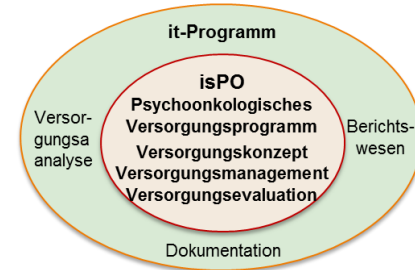 it-Programm
isPO
Psychoonkologisches
Versorgungsprogramm
Versorgungskonzept
Versorgungsmanagement
Versorgungsevaluation
Versor-
gungsa
analyse
Berichts-
wesen
Dokumentation